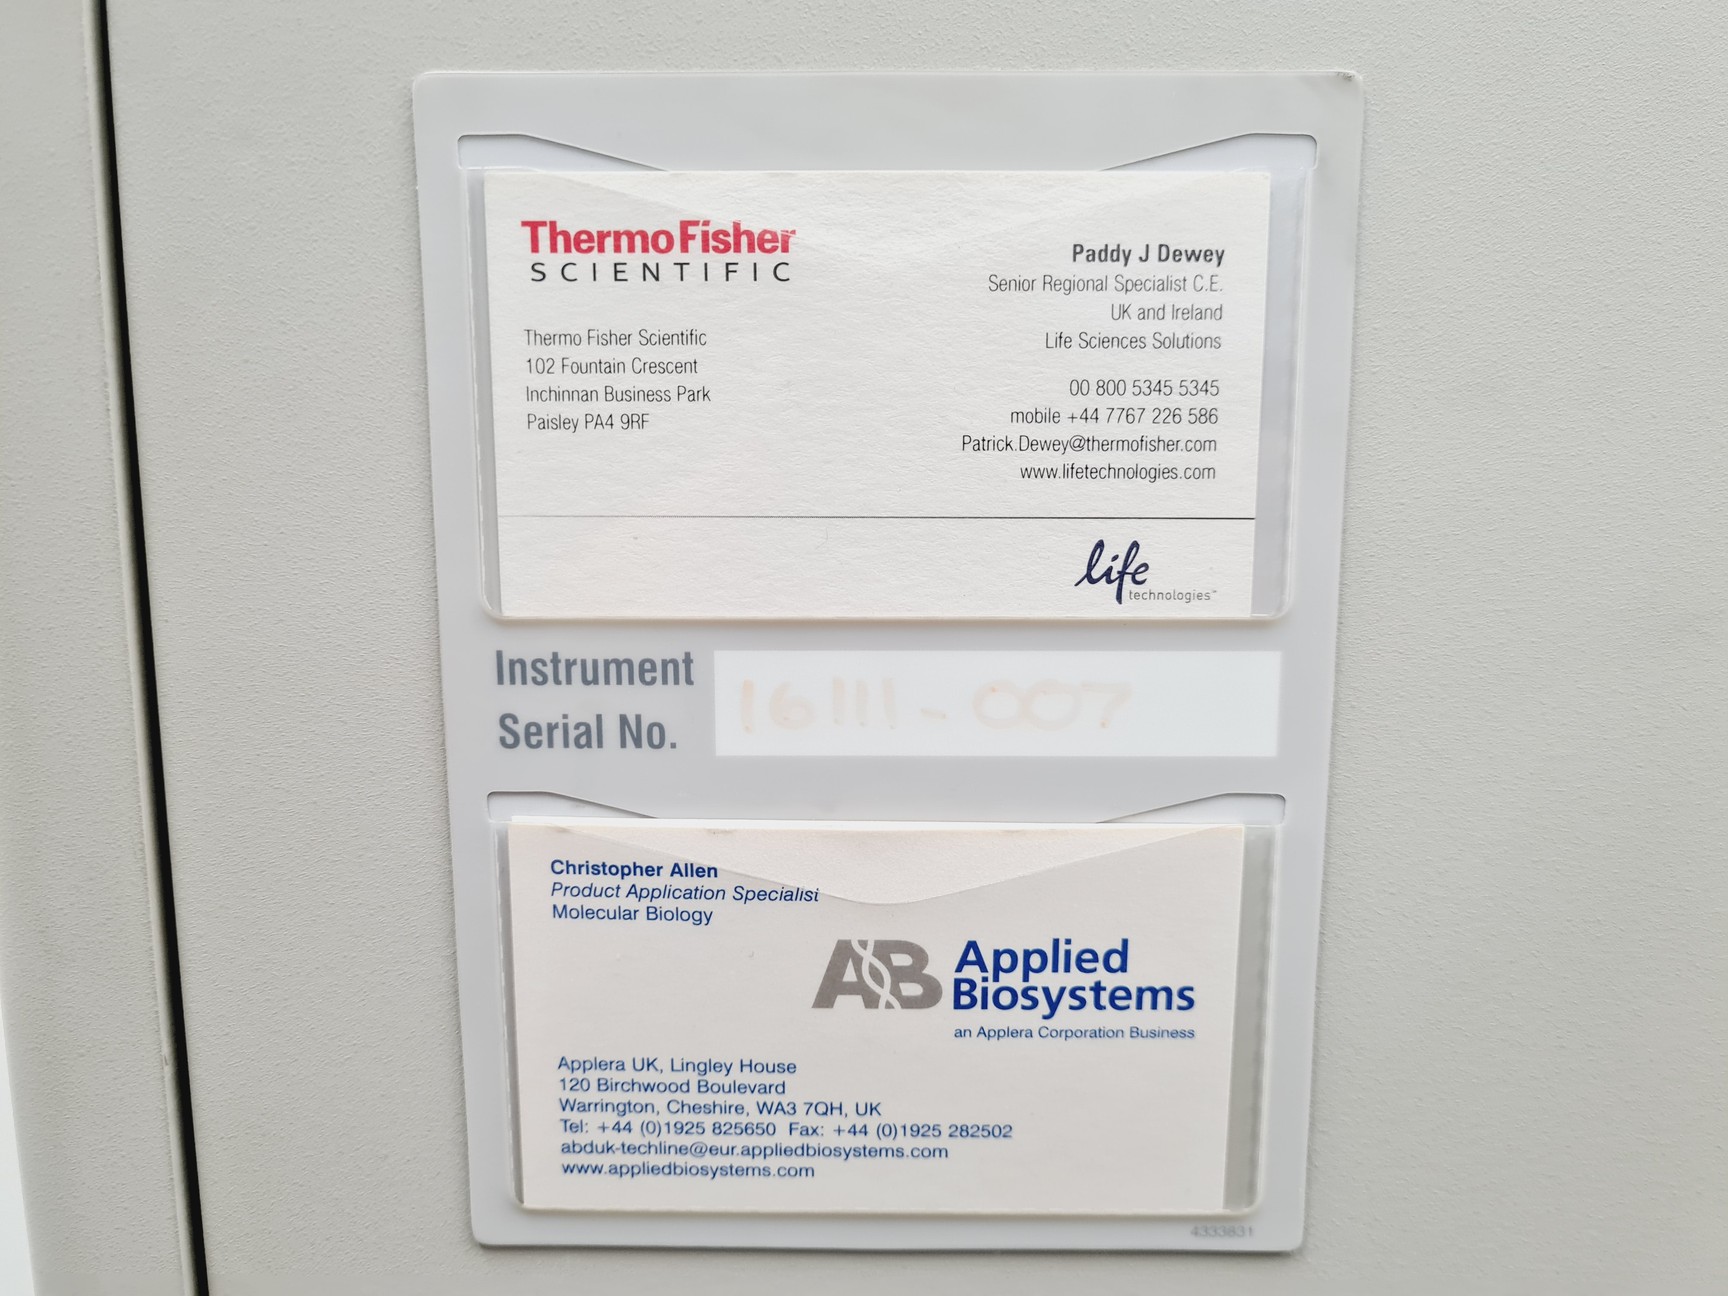 ThermoFisher
SCIENTIFIC
Thermo Fisher Scientific
102 Fountain Crescent
Inchinnan Business Park
Paisley PA4 9RF
Paddy J Dewey
Senior Regional Specialist C.E.
UK and Ireland
Life Sciences Solutions
00 800 5345 5345
mobile +44 7767 226 586
Patrick.Dewey@thermofisher.com
www.lifetechnologies.com
life
technologies™
Instrument
Serial No.
16111-007
Christopher Allen
Product Application Specialist
Molecular Biology
AB
Applied
Biosystems
an Applera Corporation Business
Applera UK, Lingley House
120 Birchwood Boulevard
Warrington, Cheshire, WA3 7QH, UK
Tel: +44 (0)1925 825650 Fax: +44 (0)1925 282502
abduk-techline@eur.appliedbiosystems.com
www.appliedbiosystems.com
4333631